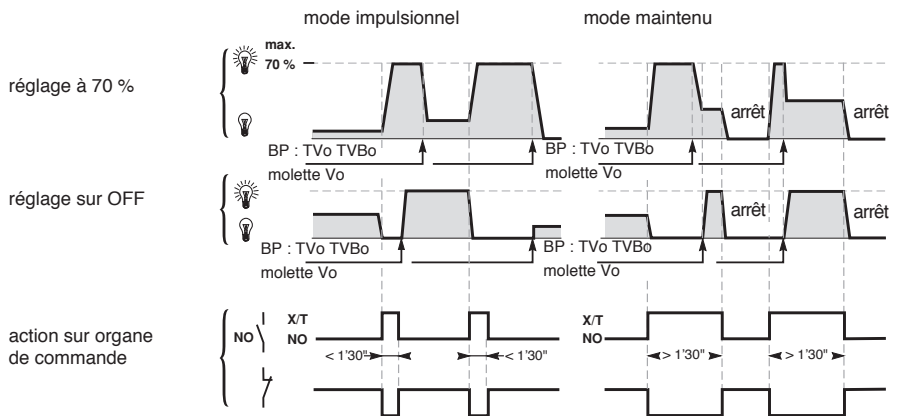 mode impulsionnel
mode maintenu
réglage à 70 %
max.
70 %
arrêt
arrêt
BP : TVo TVBo
molette Vo
BP : TVo TVBo
molette Vo
réglage sur OFF
arrêt
arrêt
BP : TVo TVBo
molette Vo
BP : TVo TVBo
molette Vo
action sur organe
de commande
NO
X/T
NO
X/T
NO
< 1'30"
< 1'30"
> 1'30"
> 1'30"